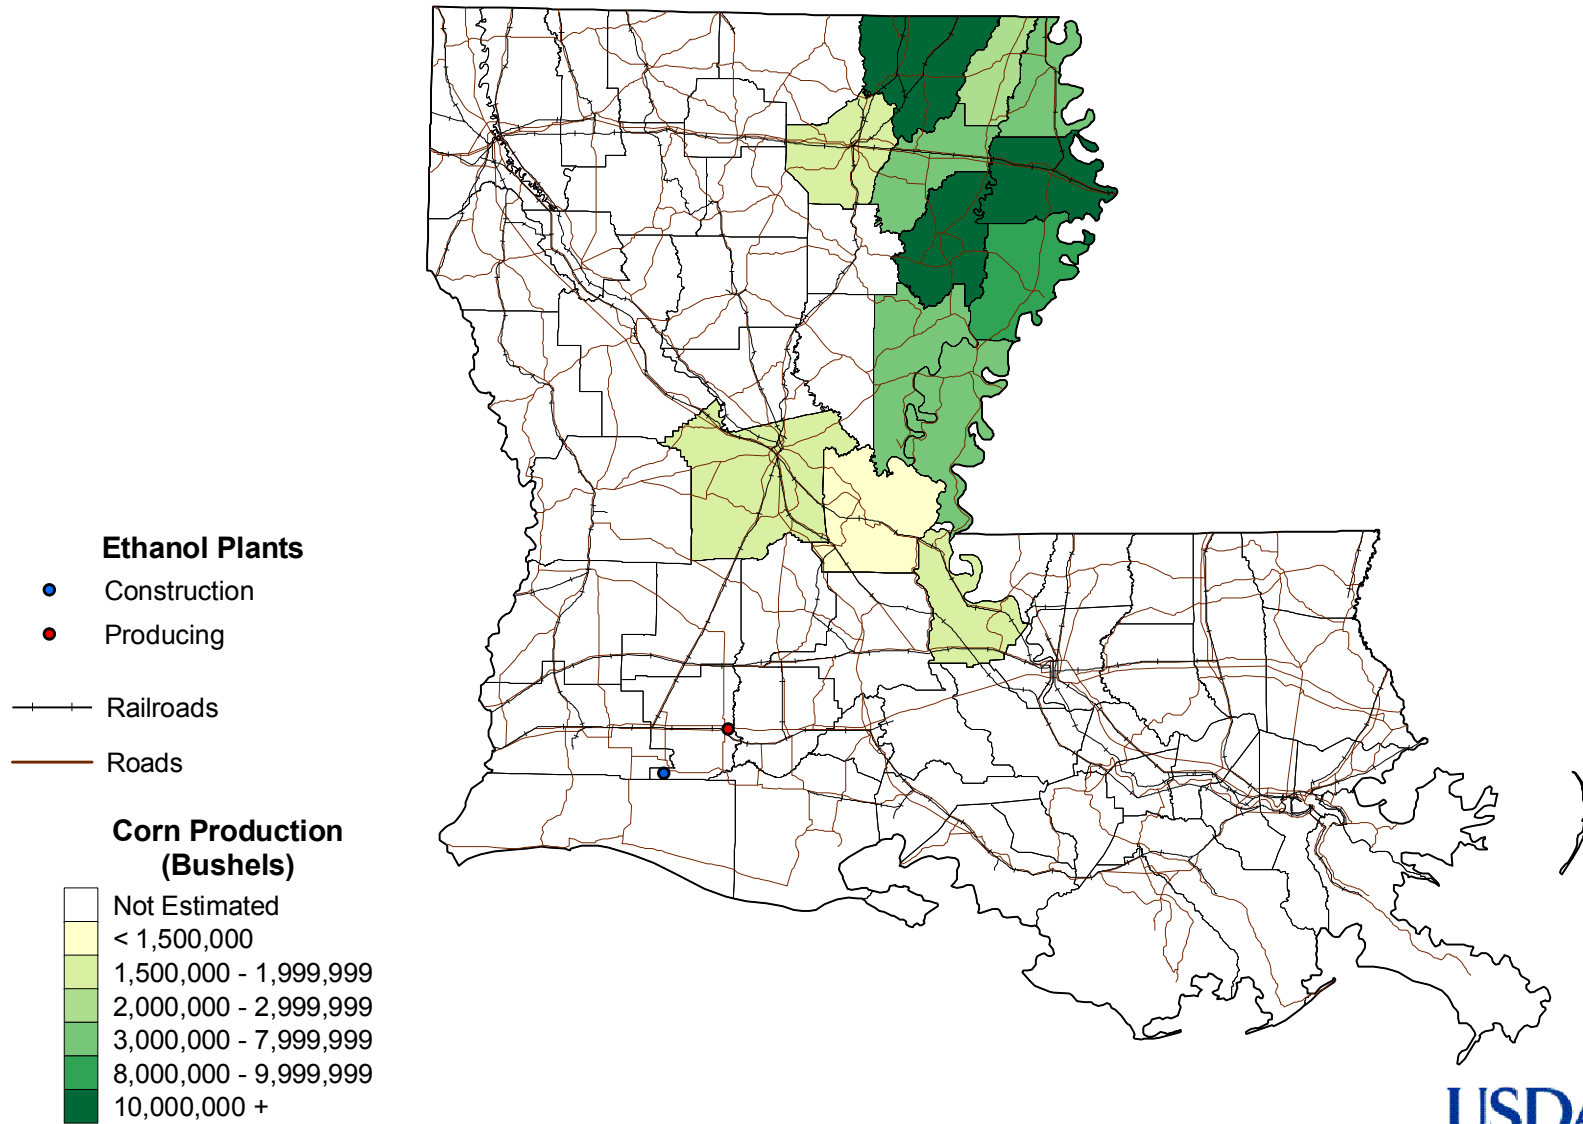 Ethanol Plants
Construction
Producing
Railroads
Roads
Corn Production
(Bushels)
Not Estimated
< 1,500,000
1,500,000 - 1,999,999
2,000,000 - 2,999,999
3,000,000 - 7,999,999
8,000,000 - 9,999,999
10,000,000 +
USDA